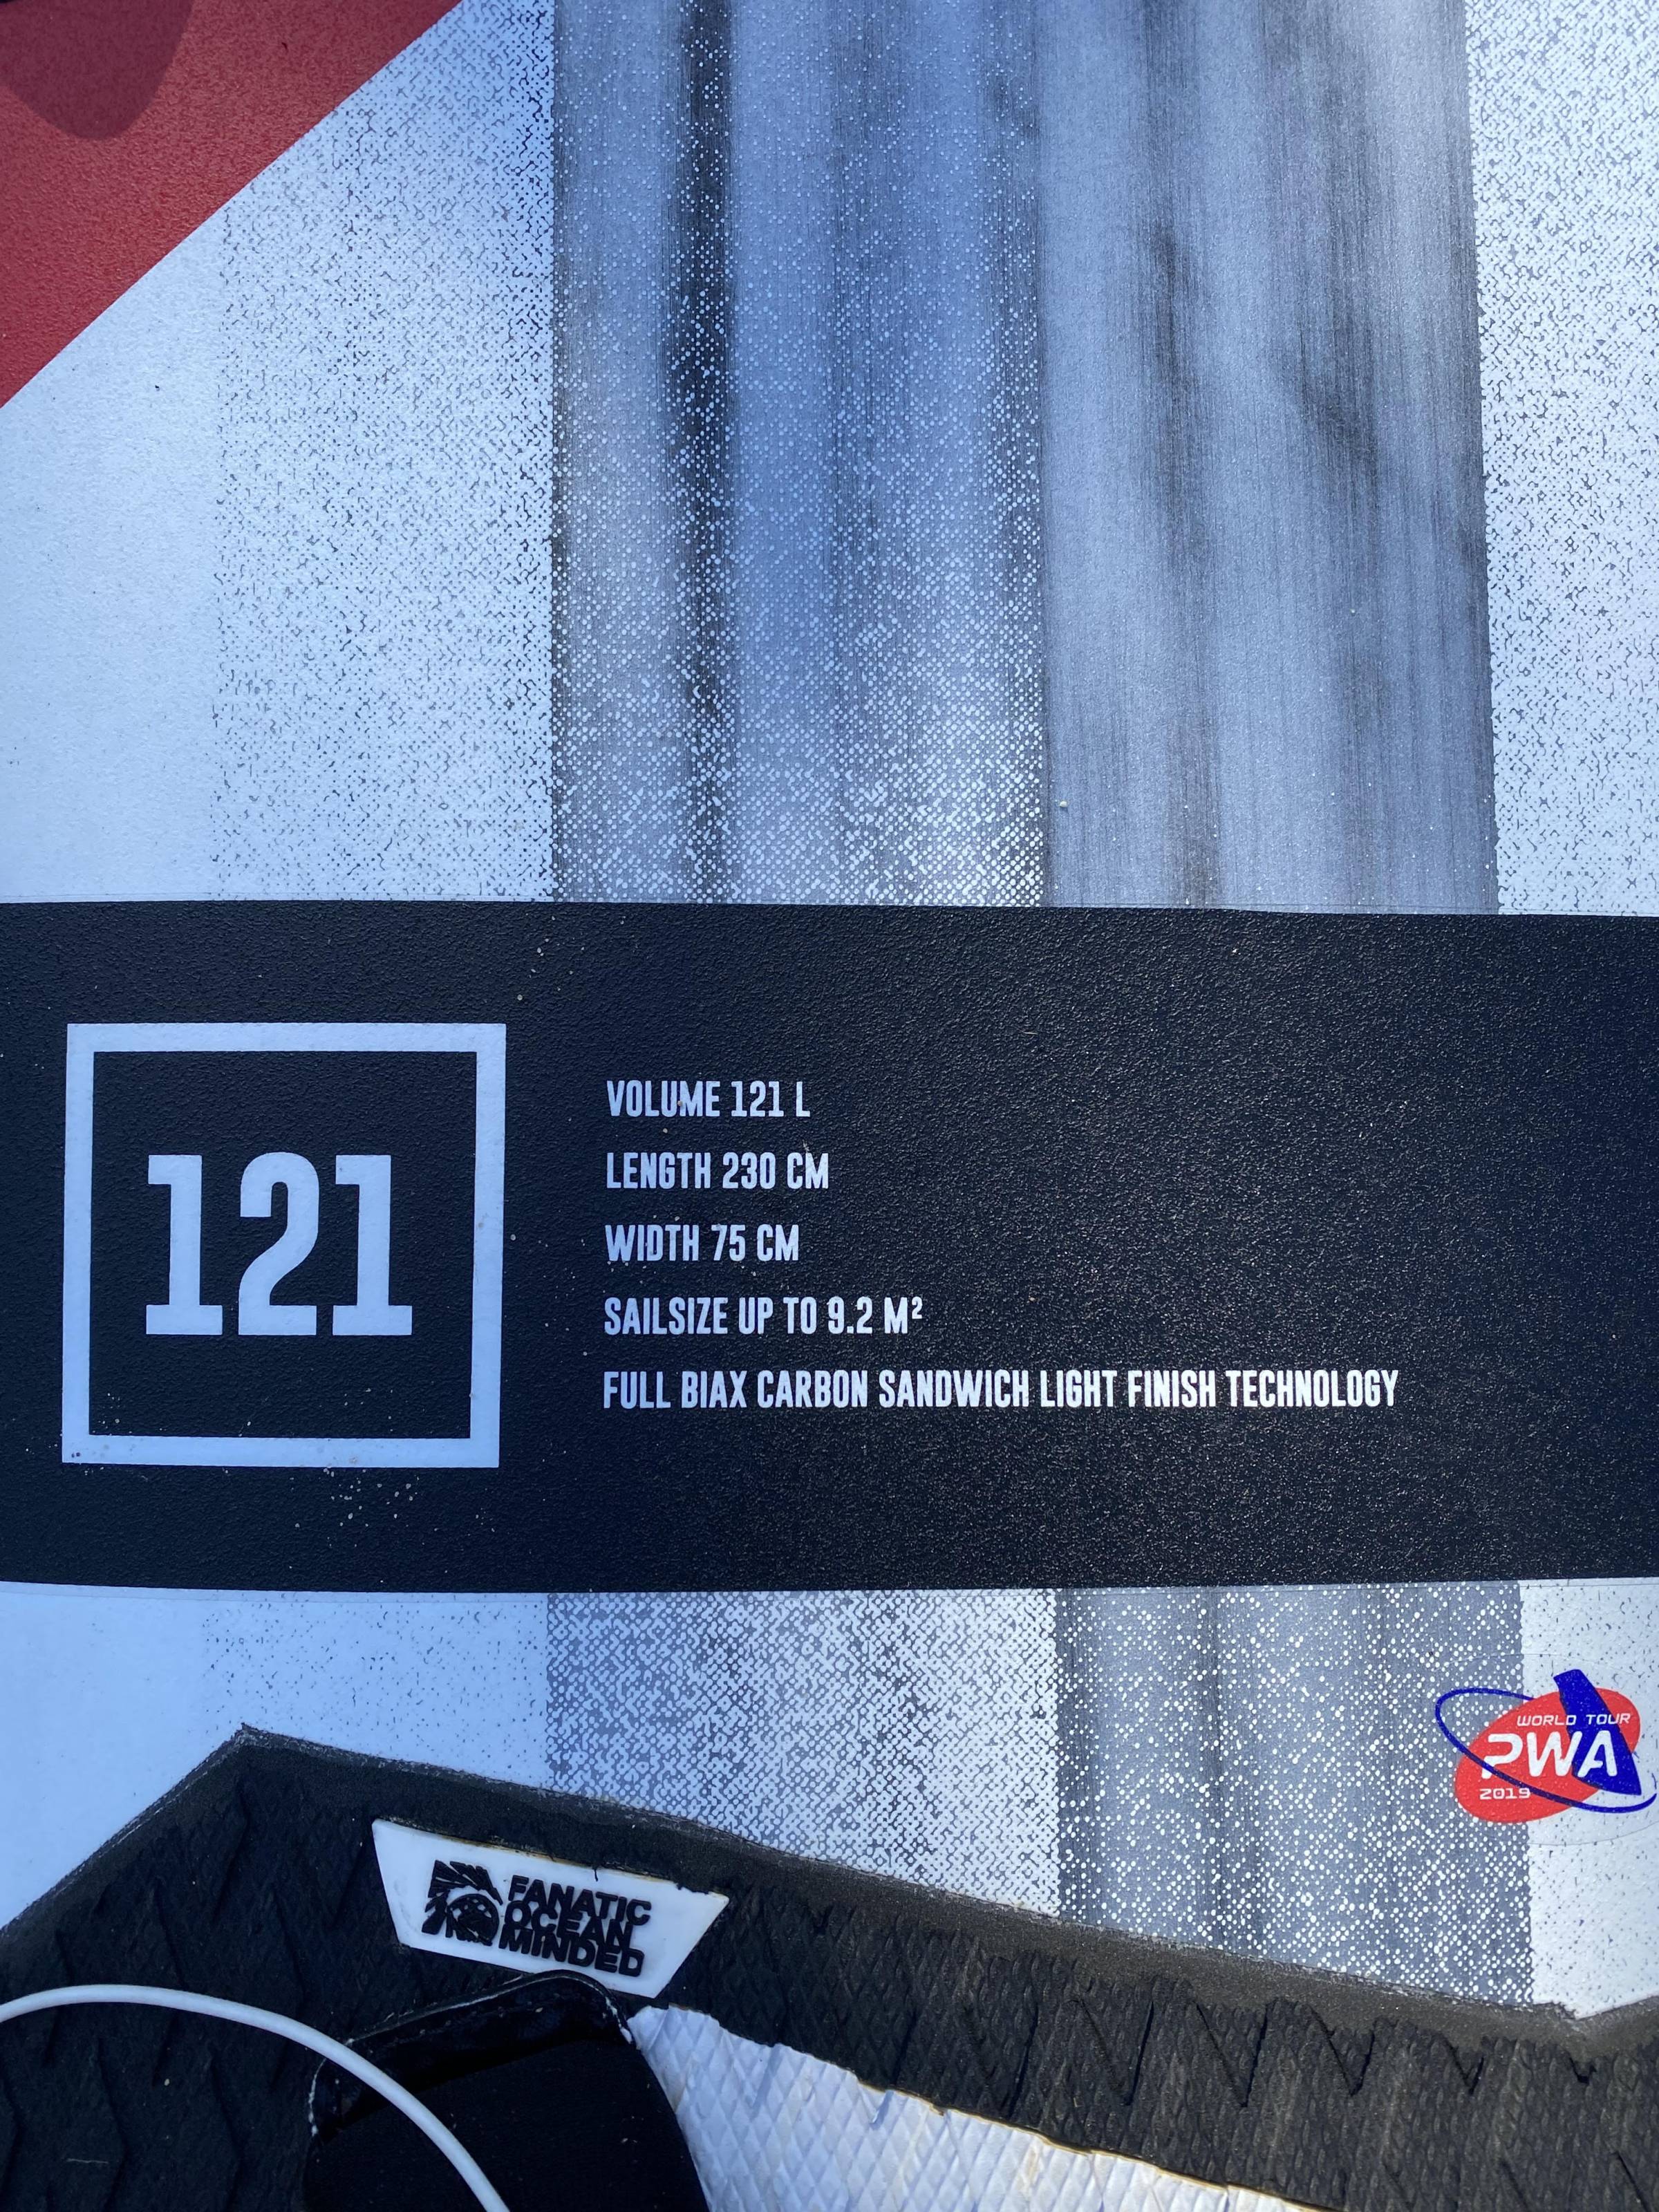 121
VOLUME 121 L
LENGTH 230 CM
WIDTH 75 CM
SAILSIZE UP TO 9.2 M²
FULL BIAX CARBON SANDWICH LIGHT FINISH TECHNOLOGY
WORLD TOUR
PWA
2019
FANATIC
OCEAN
MINDED